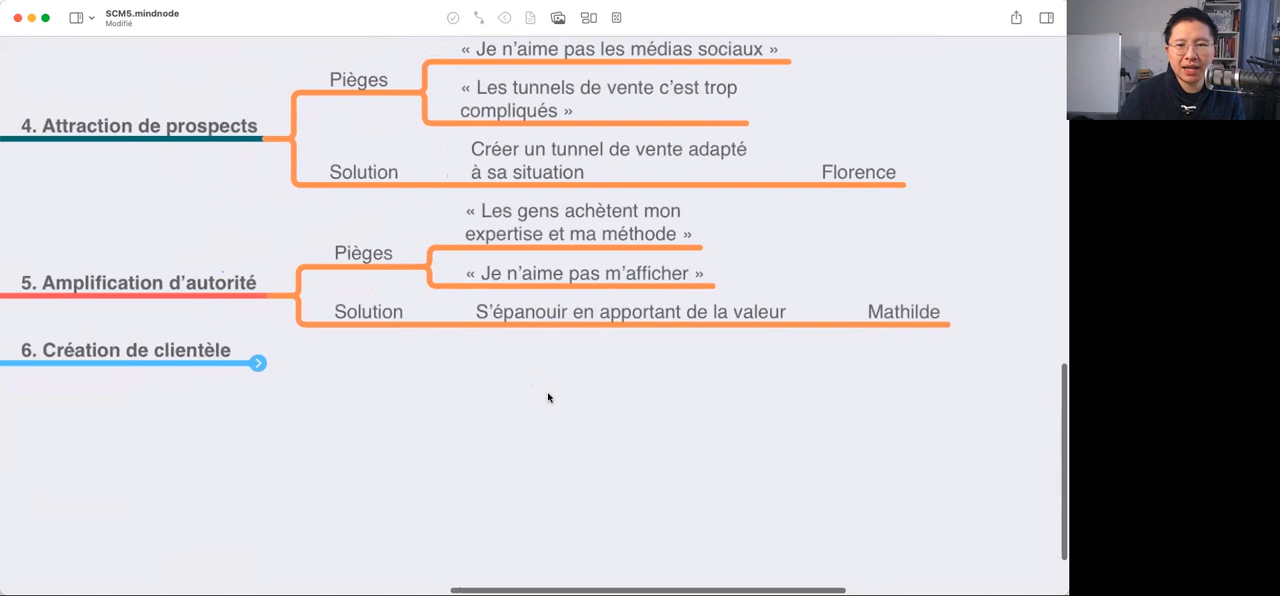 SCM5.mindnode
Modifié
« Je n’aime pas les médias sociaux »
Pièges
« Les tunnels de vente c’est trop
compliqués »
4. Attraction de prospects
Créer un tunnel de vente adapté
à sa situation
Solution
Florence
« Les gens achètent mon
expertise et ma méthode »
Pièges
« Je n’aime pas m’afficher »
5. Amplification d’autorité
Solution
S’épanouir en apportant de la valeur
Mathilde
6. Création de clientèle